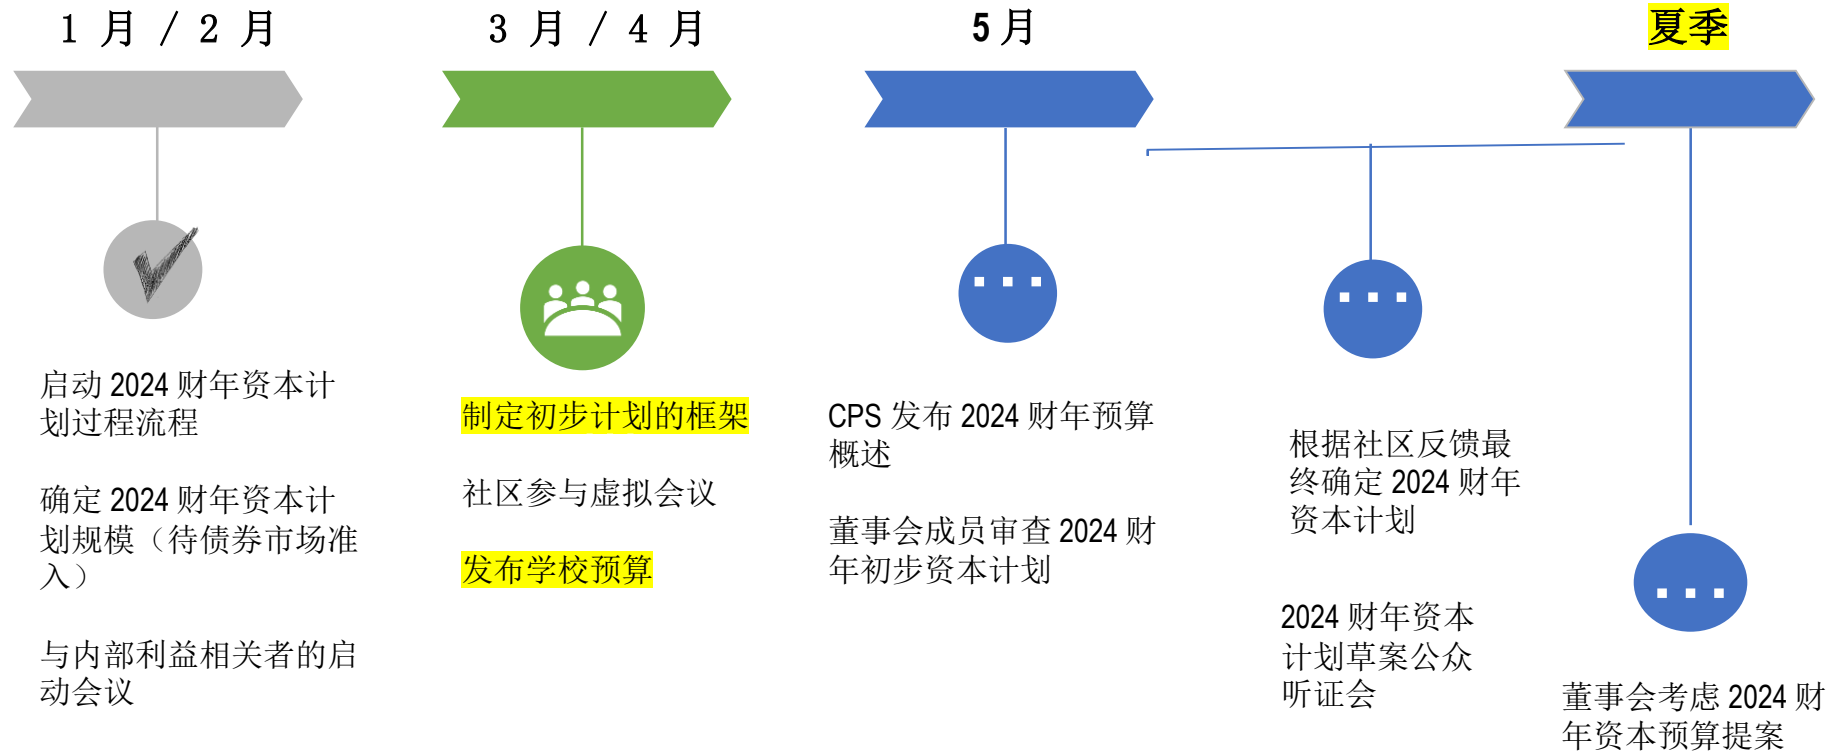 1 月 / 2 月
3 月 / 4 月
5 月
夏季
启动 2024 财年资本计
划过程流程
确定 2024 财年资本计
划规模（待债券市场准
入）
与内部利益相关者的启
动会议
制定初步计划的框架
社区参与虚拟会议
发布学校预算
CPS 发布 2024 财年预算
概述
董事会成员审查 2024 财
年初步资本计划
根据社区反馈最
终确定 2024 财年
资本计划
2024 财年资本
计划草案公众
听证会
董事会考虑 2024 财
年资本预算提案